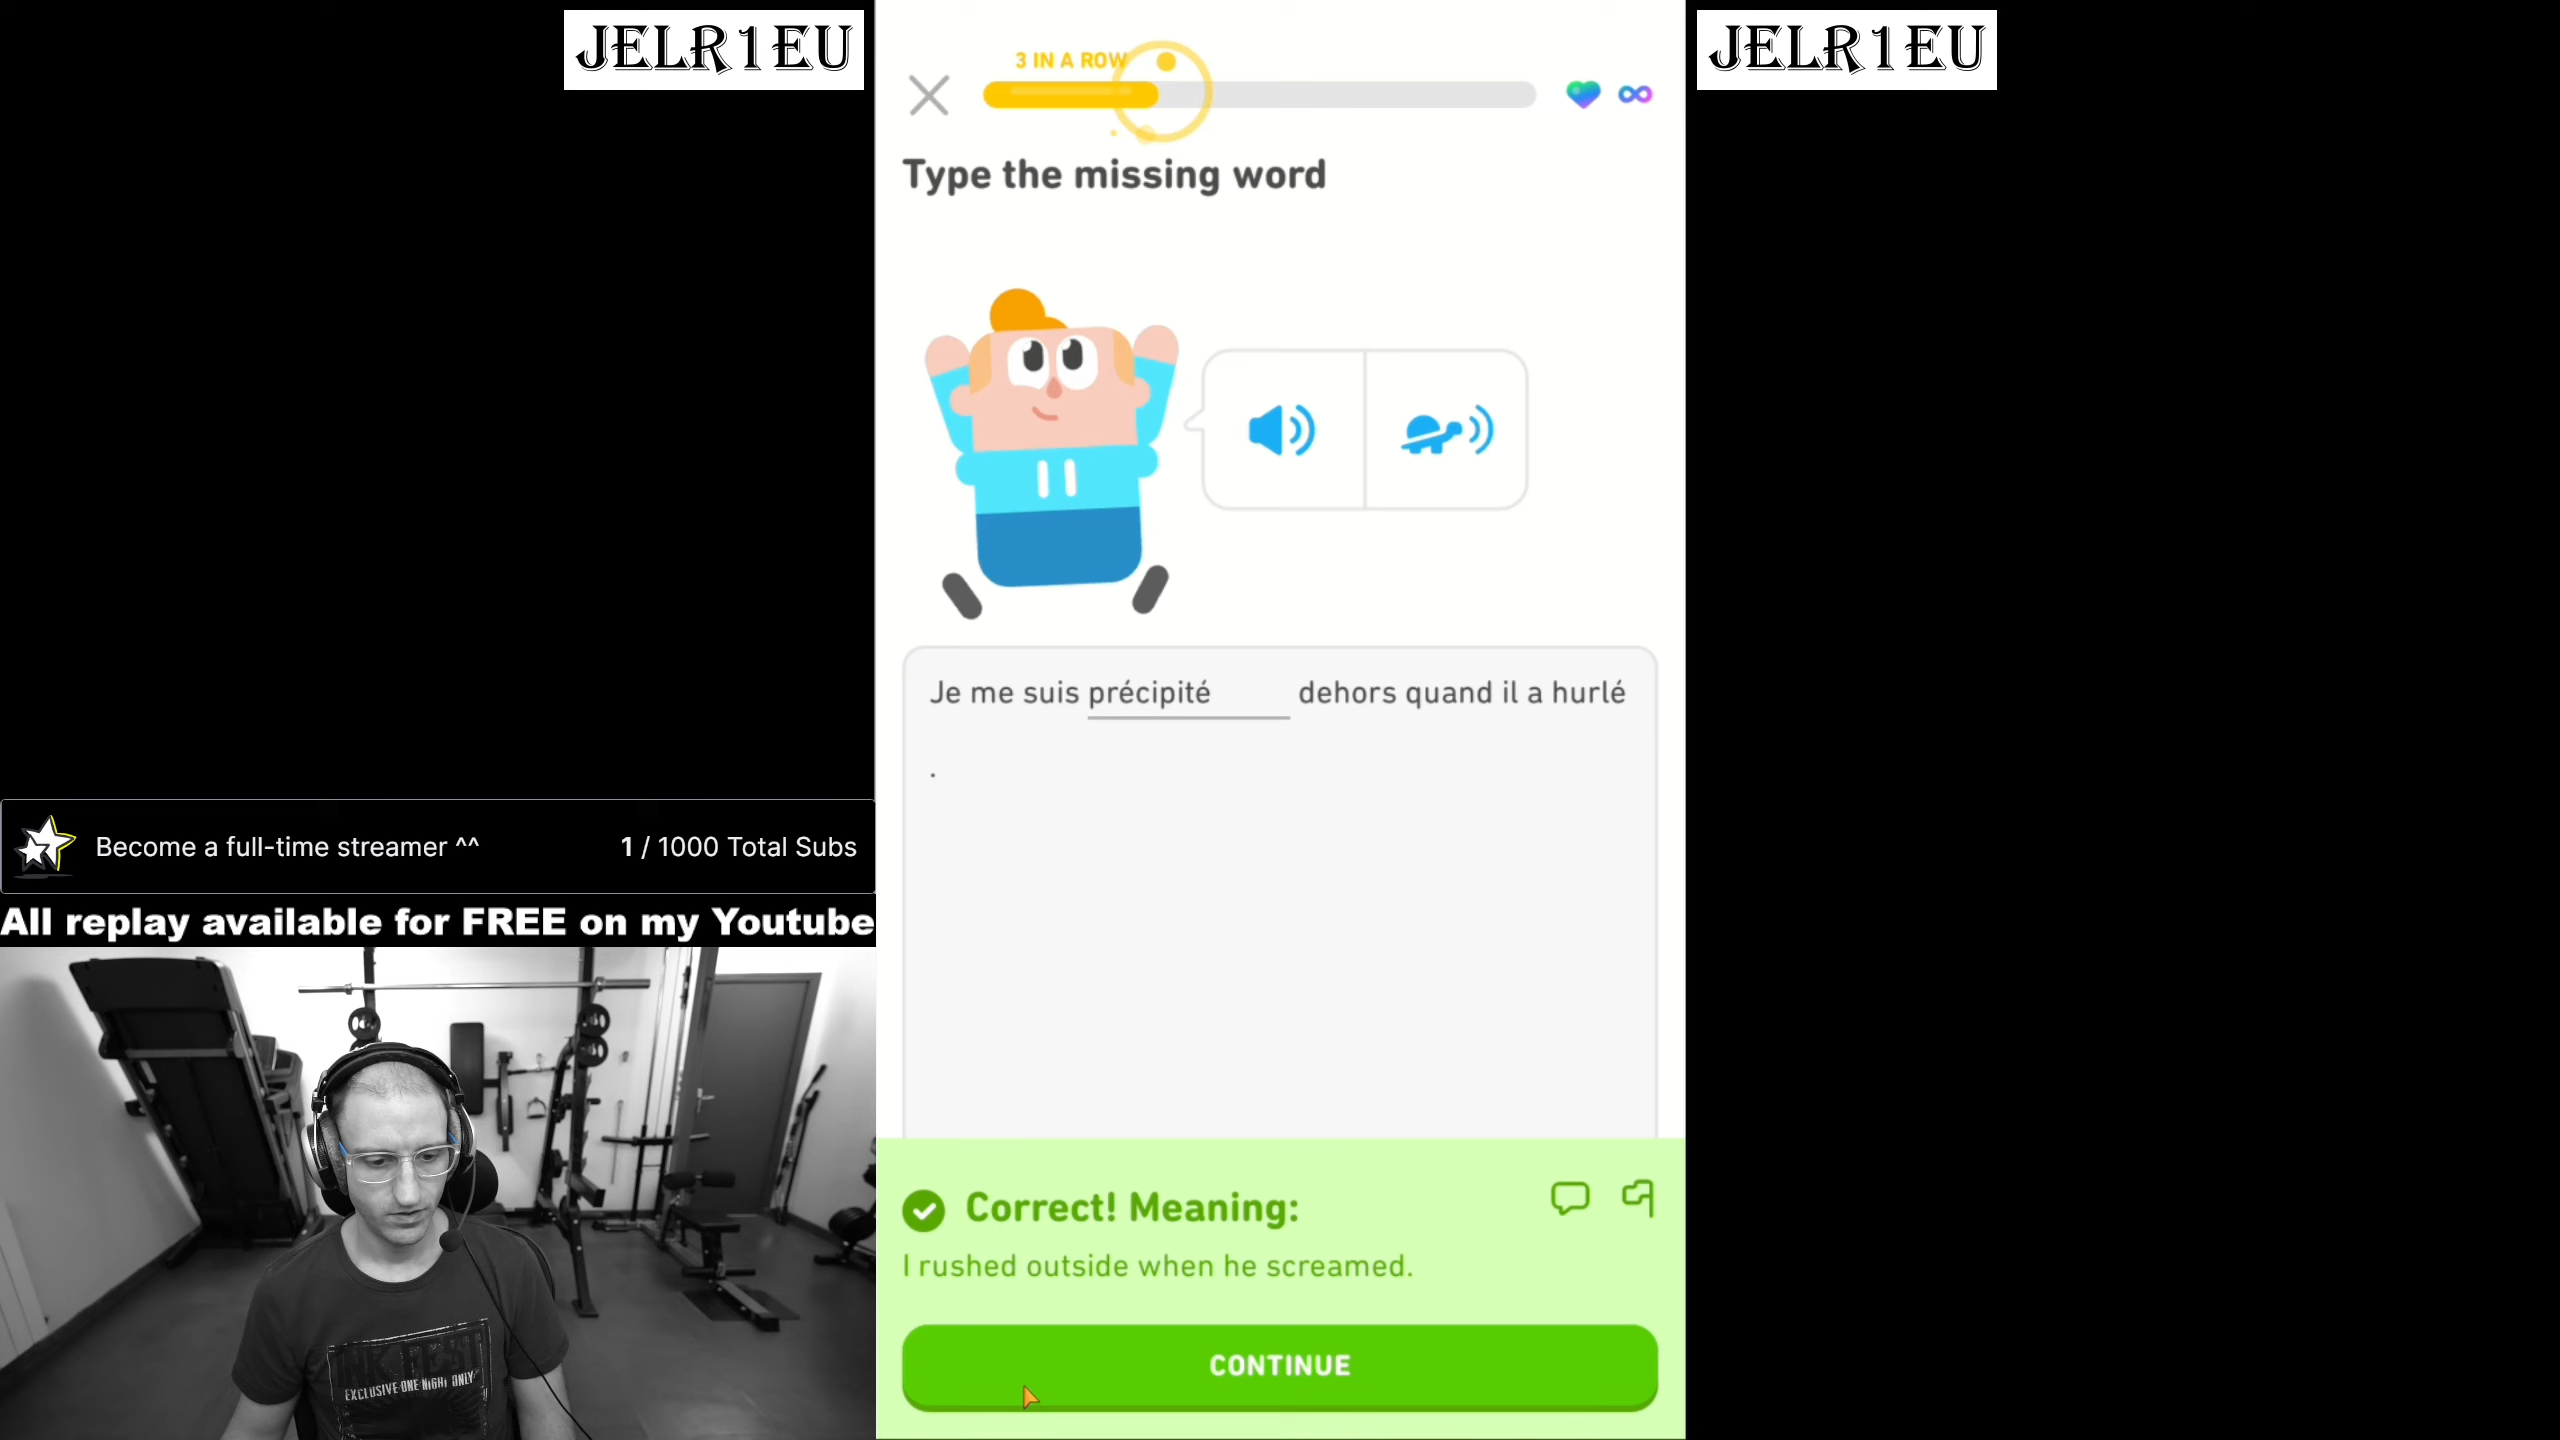 JELR1EU
JELR1EU
3 IN A ROW
Type the missing word
Je me suis précipité dehors quand il a hurlé
.
Become a full-time streamer ^^ 1 / 1000 Total Subs
All replay available for FREE on my Youtube
EXCLUSIVE ONE NIGHT ONLY
Correct! Meaning:
I rushed outside when he screamed.
CONTINUE